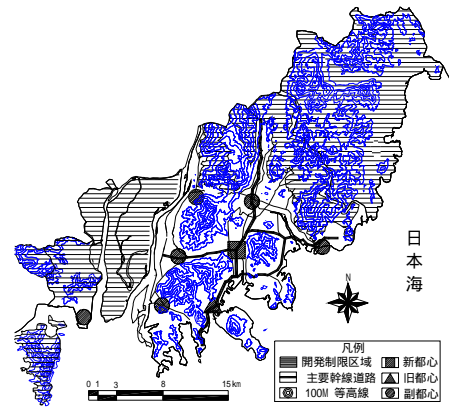 日本海
N
凡例
開発制限区域 新都心
主要幹線道路 旧都心
100M 等高線 副都心
0 1 3 8 15km